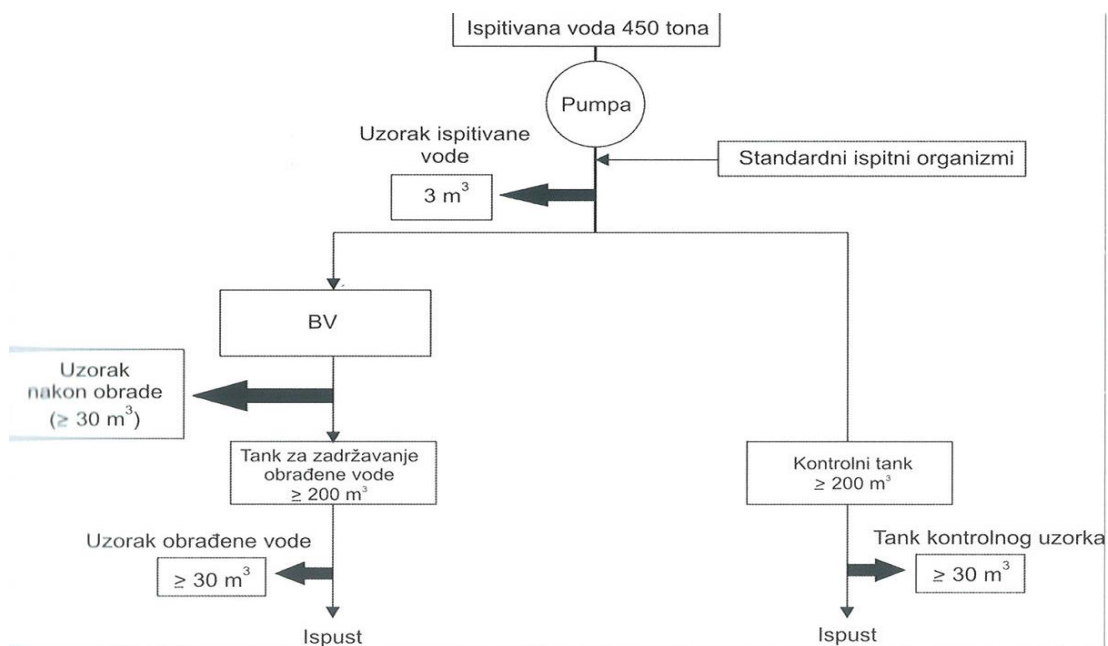 Ispitivana voda 450 tona
Pumpa
Uzorak ispitivane
vode
3 m³
Standardni ispitni organizmi
BV
Uzorak
nakon obrade
(≥ 30 m³)
Tank za zadržavanje
obrađene vode
≥ 200 m³
Kontrolni tank
≥ 200 m³
Uzorak obrađene vode
≥ 30 m³
Tank kontrolnog uzorka
≥ 30 m³
Ispust
Ispust